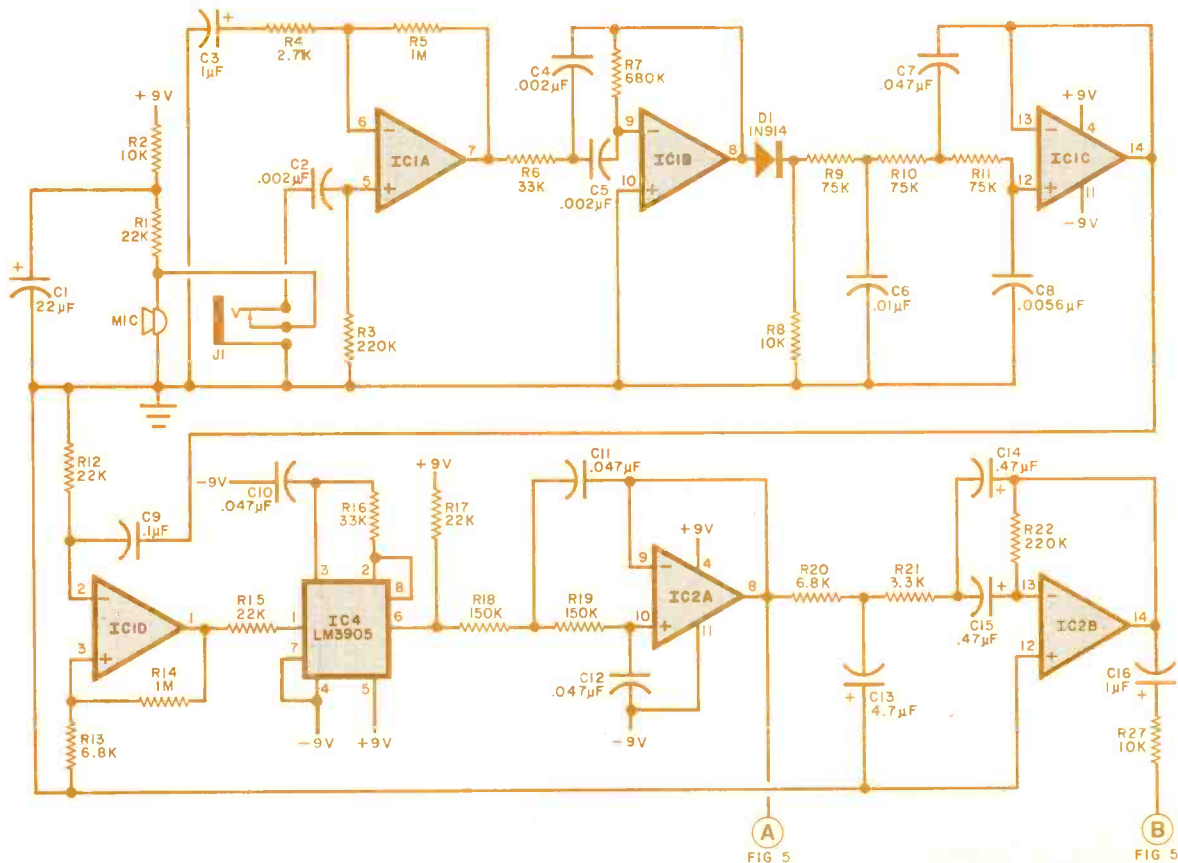 C3
1µF
+
R4
2.7K
R5
1M
C4
.002µF
R7
680K
C7
.047µF
+9V
R2
10K
6
-
IC1A
7
5
+
C2
.002µF
R6
33K
C5
.002µF
9
-
IC1B
8
10
+
D1
1N914
R9
75K
R10
75K
R11
75K
+9V
13
-
4
IC1C
14
12
+
11
-9V
R1
22K
+
C1
22µF
MIC
J1
R3
220K
R8
10K
C6
.01µF
C8
.0056µF
R12
22K
C9
.1µF
-9V
C10
.047µF
R16
33K
+9V
R17
22K
C11
.047µF
C14
.47µF
+
R22
220K
2
-
IC1D
1
3
+
R14
1M
R13
6.8K
R15
22K
3
2
8
1
IC4
LM3905
6
7
4
5
-9V
+9V
R18
150K
R19
150K
+9V
9
-
4
IC2A
8
10
+
11
C12
.047µF
-9V
R20
6.8K
R21
3.3K
+
C15
.47µF
13
-
IC2B
14
12
+
C13
4.7µF
+
C16
1µF
+
R27
10K
A
FIG 5
B
FIG 5